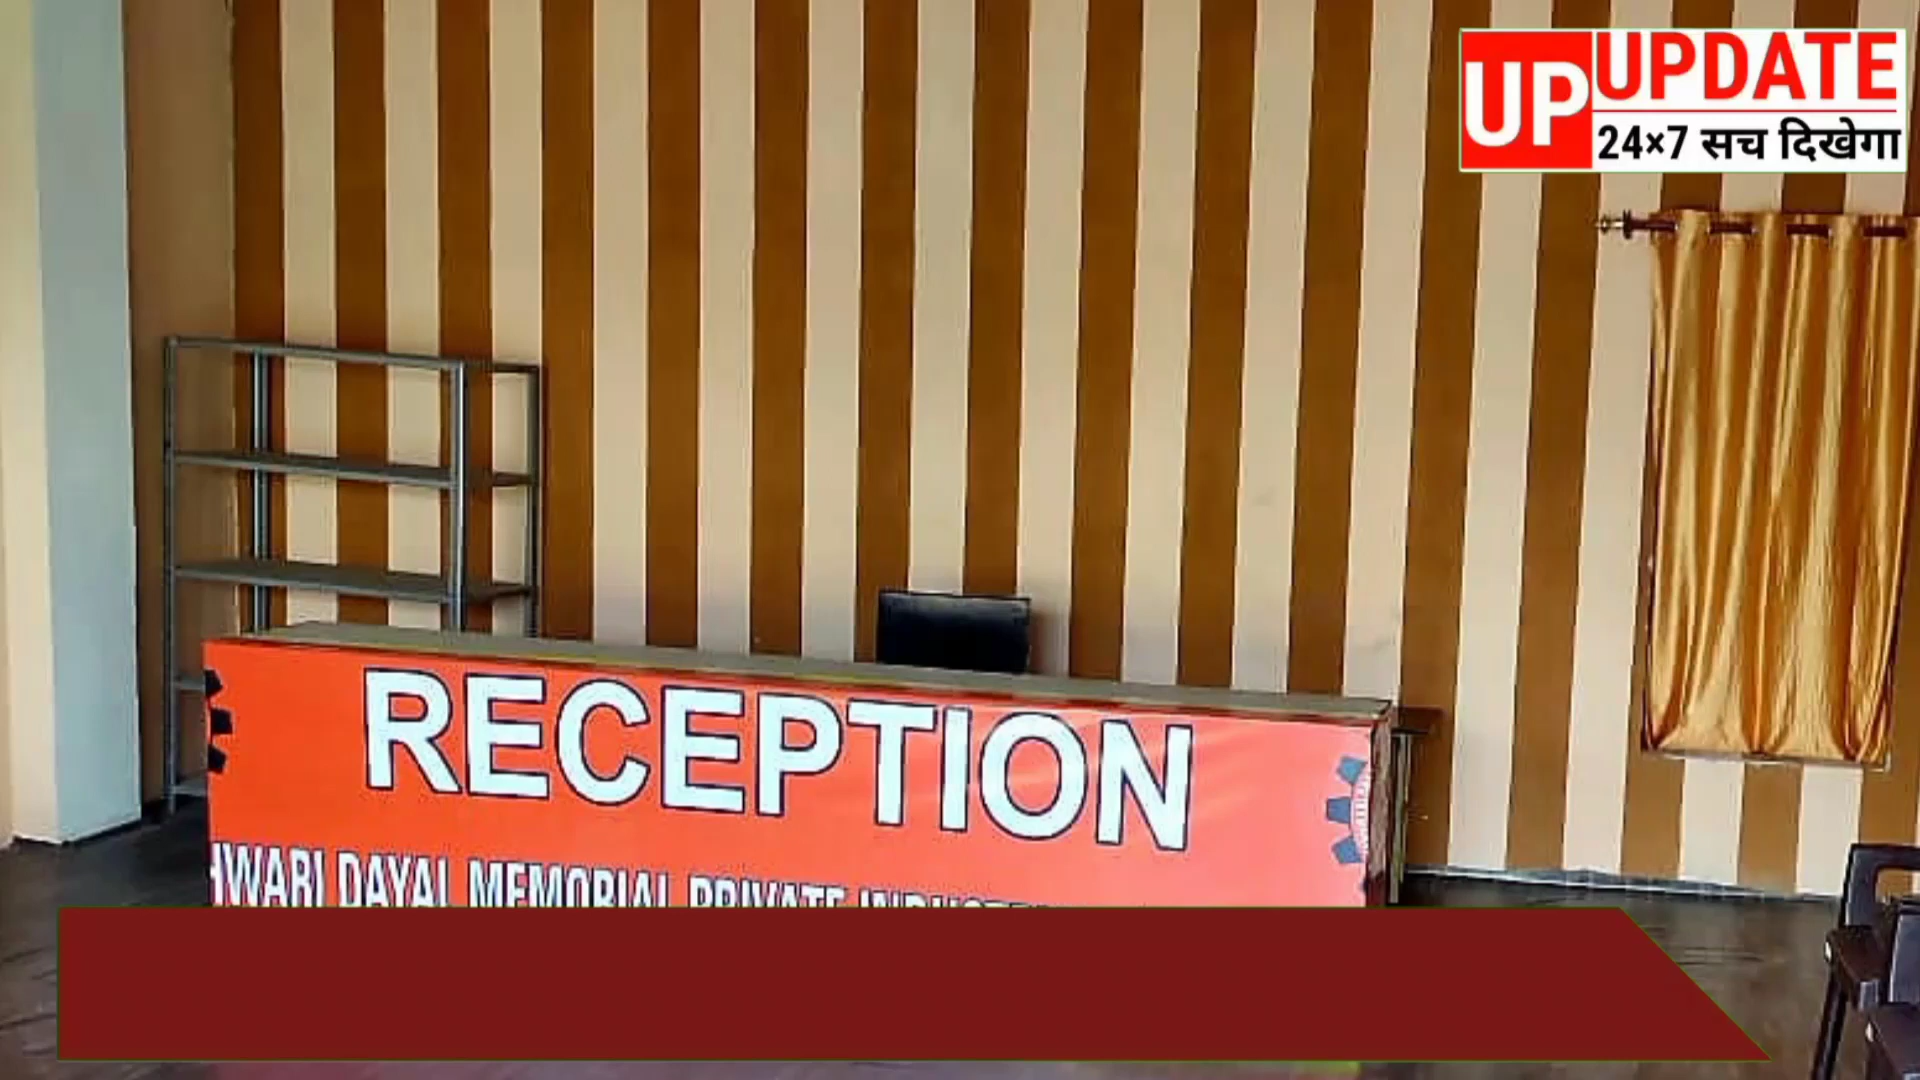 UP UPDATE
24×7 सच दिखेगा
RECEPTION
DAYAL MEMORIAL PRIVATE